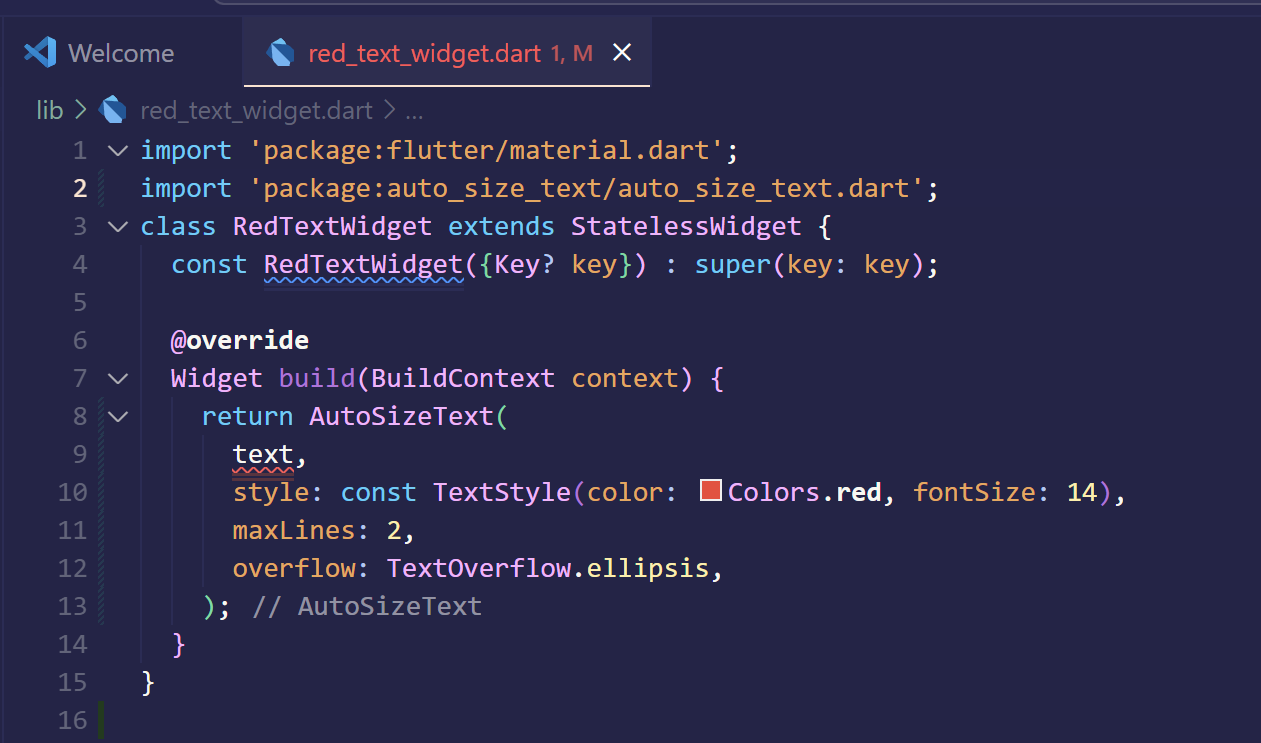 Welcome
red_text_widget.dart 1, M
lib > red_text_widget.dart > ...
1 import 'package:flutter/material.dart';
2 import 'package:auto_size_text/auto_size_text.dart';
3 class RedTextWidget extends StatelessWidget {
4 const RedTextWidget({Key? key}) : super(key: key);
5
6 @override
7 Widget build(BuildContext context) {
8 return AutoSizeText(
9 text,
10 style: const TextStyle(color: Colors.red, fontSize: 14),
11 maxLines: 2,
12 overflow: TextOverflow.ellipsis,
13 ); // AutoSizeText
14 }
15 }
16